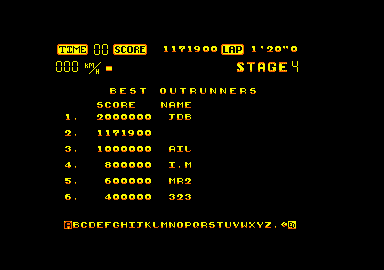 TIME 00 SCORE 1171900 LAP 1'20"0
000 KM/H STAGE 4
BEST OUTRUNNERS
SCORE NAME
1. 2000000 JDB
2. 1171900
3. 1000000 AIL
4. 800000 I.M
5. 600000 MR2
6. 400000 323
ABCDEFGHIJKLMNOPQRSTUVWXYZ.